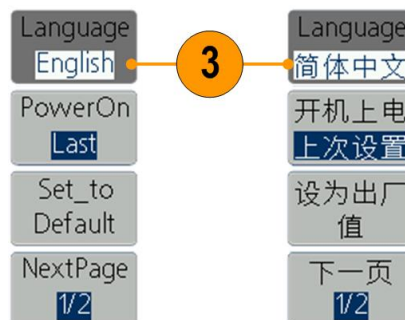 Language
English
PowerOn
Last
Set_to
Default
NextPage
1/2
3
Language
简体中文
开机上电
上次设置
设为出厂
值
下一页
1/2